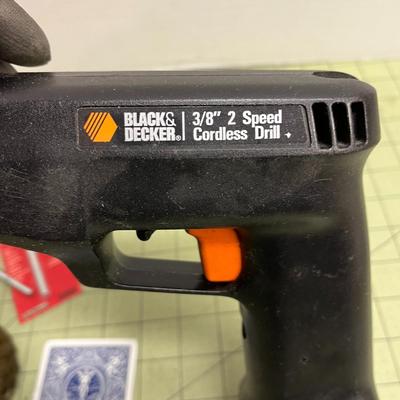 BLACK&
DECKER®
3/8" 2 Speed
Cordless Drill